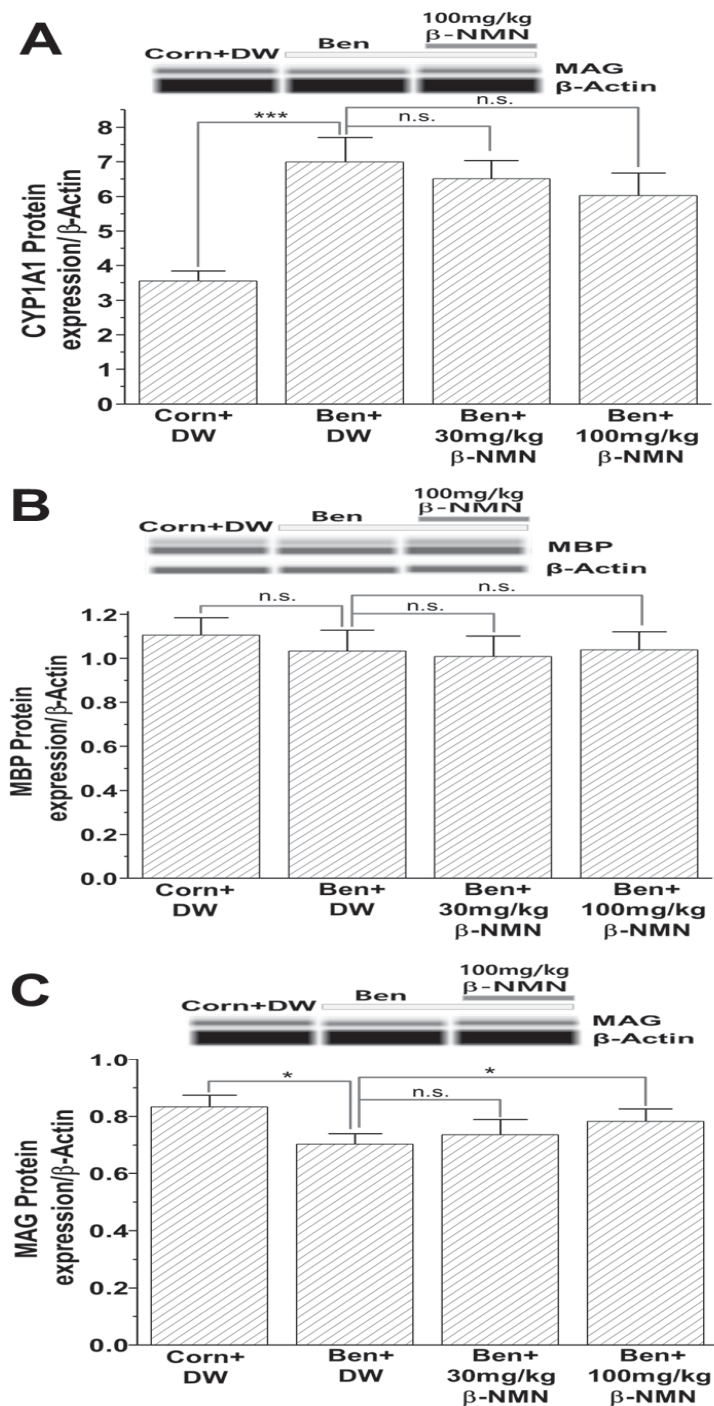 A
100mg/kg
Corn+DW Ben β-NMN
MAG
β-Actin
n.s.
*** n.s.
CYP1A1 Protein
expression/β-Actin
8
7
6
5
4
3
2
1
0
Corn+ Ben+ Ben+ Ben+
DW DW 30mg/kg 100mg/kg
β-NMN β-NMN
B
100mg/kg
Corn+DW Ben β-NMN
MBP
β-Actin
n.s. n.s.
n.s.
MBP Protein
expression/β-Actin
1.2
1.0
0.8
0.6
0.4
0.2
0.0
Corn+ Ben+ Ben+ Ben+
DW DW 30mg/kg 100mg/kg
β-NMN β-NMN
C
100mg/kg
Corn+DW Ben β-NMN
MAG
β-Actin
* *
n.s.
MAG Protein
expression/β-Actin
1.0
0.8
0.6
0.4
0.2
0.0
Corn+ Ben+ Ben+ Ben+
DW DW 30mg/kg 100mg/kg
β-NMN β-NMN